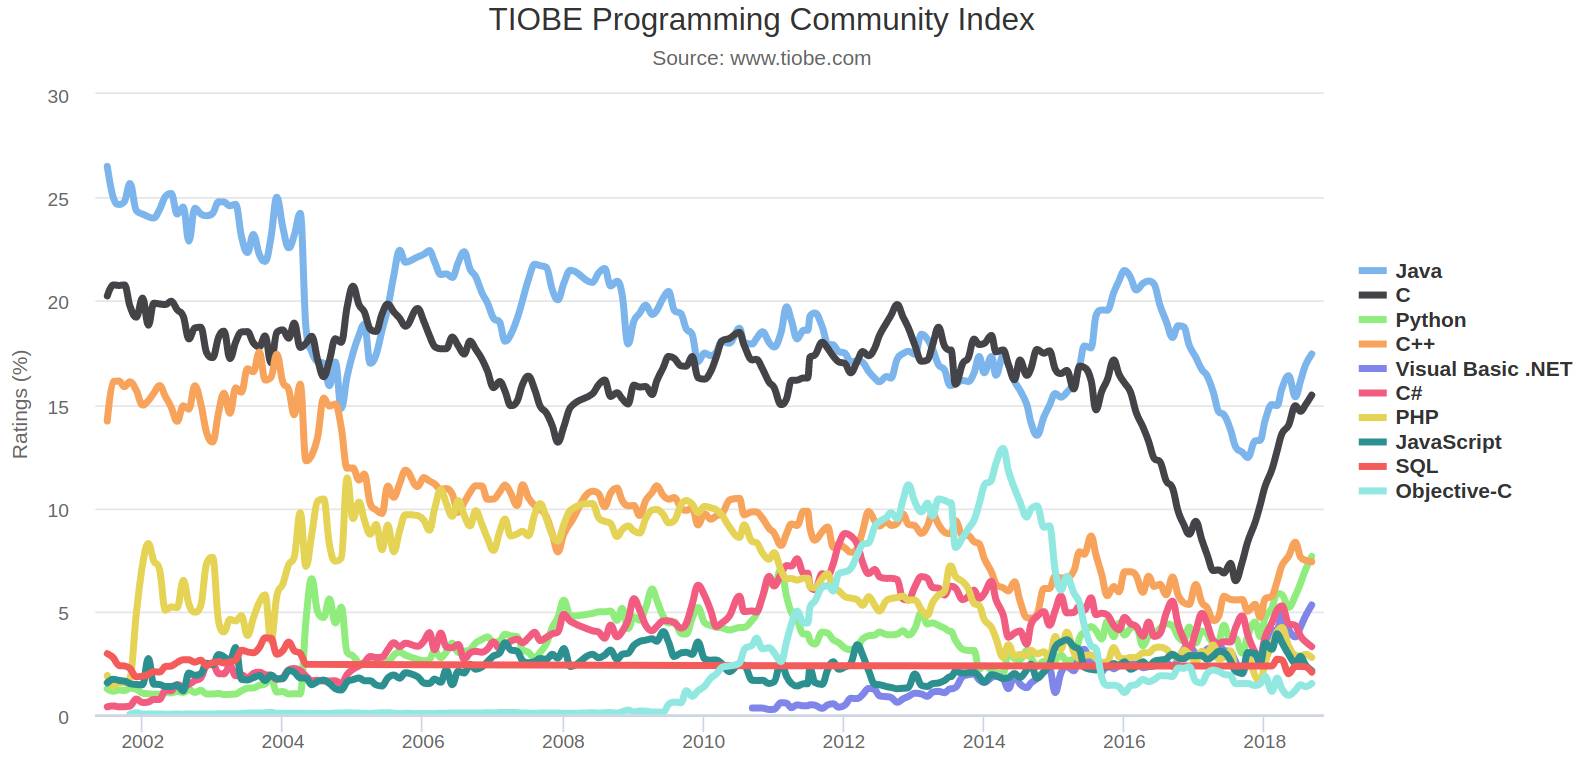 TIOBE Programming Community Index
Source: www.tiobe.com
Ratings (%)
30
25
20
15
10
5
0
2002 2004 2006 2008 2010 2012 2014 2016 2018
Java
C
Python
C++
Visual Basic .NET
C#
PHP
JavaScript
SQL
Objective-C